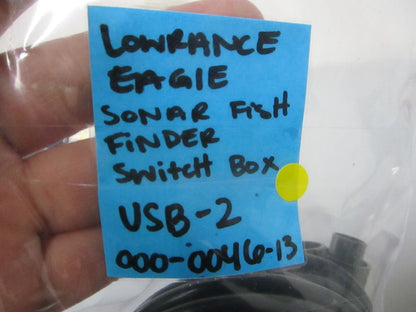 LOWRANCE
EAGlE
SONAR FisH
FiNDER
SWitCH BOX
USB-2
000-0046-13